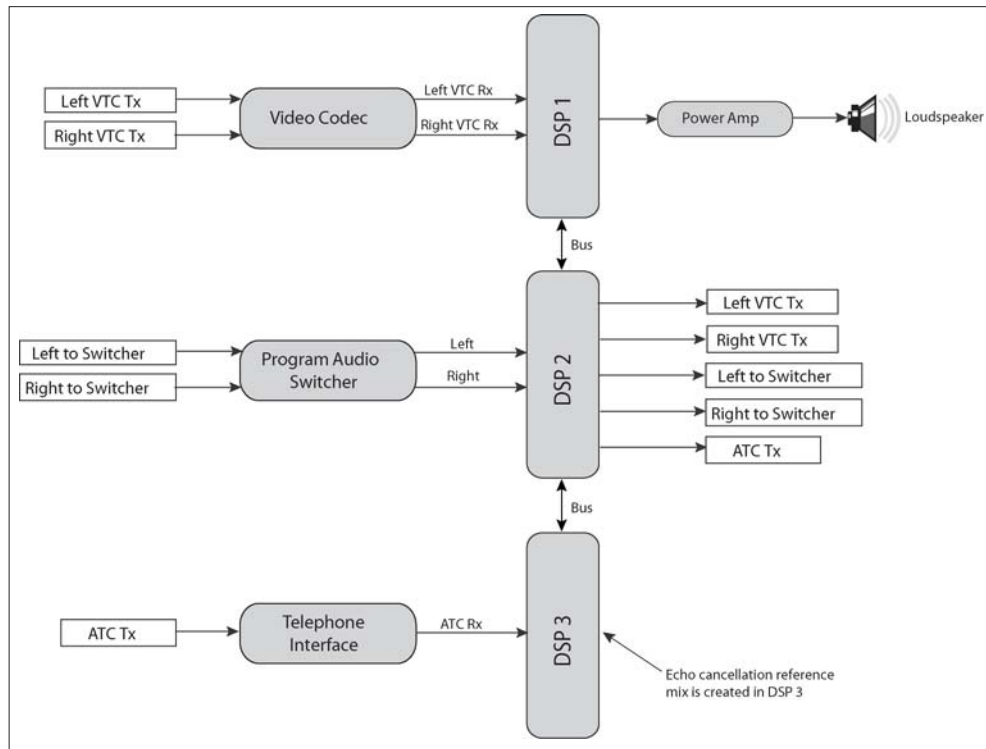 Left VTC Tx
Right VTC Tx
Video Codec
Left VTC Rx
Right VTC Rx
DSP 1
Power Amp
Loudspeaker
Bus
Left to Switcher
Right to Switcher
Program Audio
Switcher
Left
Right
DSP 2
Left VTC Tx
Right VTC Tx
Left to Switcher
Right to Switcher
ATC Tx
Bus
ATC Tx
Telephone
Interface
ATC Rx
DSP 3
Echo cancellation reference
mix is created in DSP 3